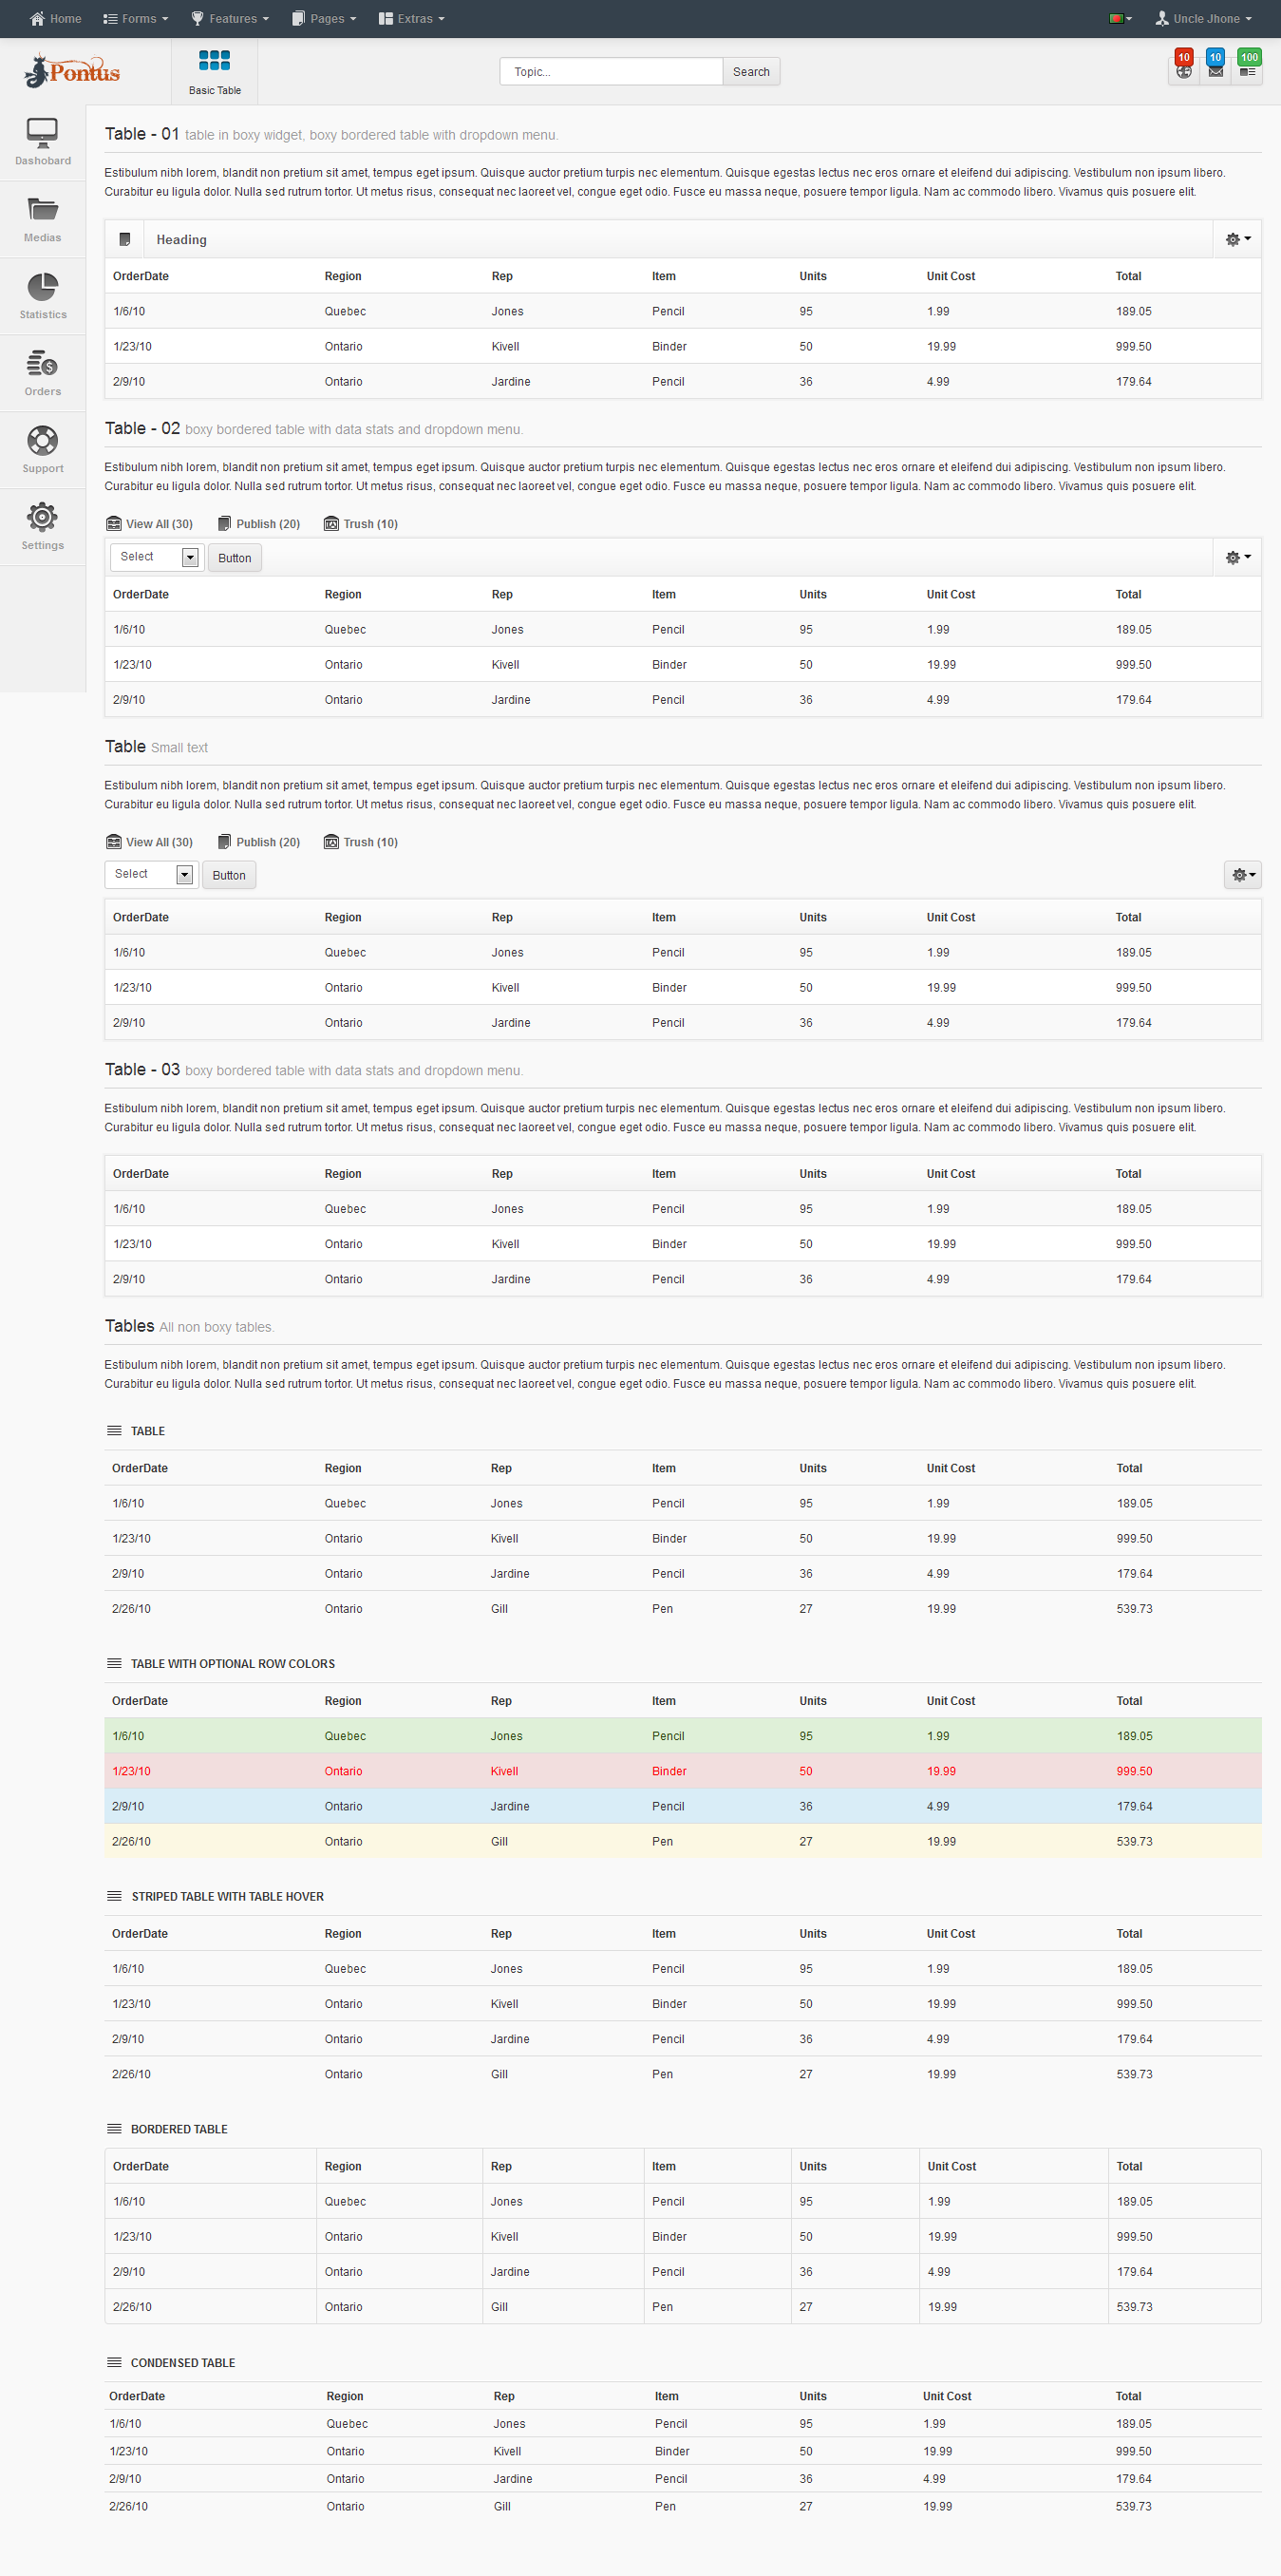 Home Forms Features Pages Extras Uncle Jhone
Pontus
Basic Table
Topic... Search
10 10 100
Dashobard
Medias
Statistics
Orders
Support
Settings
Table - 01 table in boxy widget, boxy bordered table with dropdown menu.
Estibulum nibh lorem, blandit non pretium sit amet, tempus eget ipsum. Quisque auctor pretium turpis nec elementum. Quisque egestas lectus nec eros ornare et eleifend dui adipiscing. Vestibulum non ipsum libero.
Curabitur eu ligula dolor. Nulla sed rutrum tortor. Ut metus risus, consequat nec laoreet vel, congue eget odio. Fusce eu massa neque, posuere tempor ligula. Nam ac commodo libero. Vivamus quis posuere elit.
Heading
OrderDate Region Rep Item Units Unit Cost Total
1/6/10 Quebec Jones Pencil 95 1.99 189.05
1/23/10 Ontario Kivell Binder 50 19.99 999.50
2/9/10 Ontario Jardine Pencil 36 4.99 179.64
Table - 02 boxy bordered table with data stats and dropdown menu.
Estibulum nibh lorem, blandit non pretium sit amet, tempus eget ipsum. Quisque auctor pretium turpis nec elementum. Quisque egestas lectus nec eros ornare et eleifend dui adipiscing. Vestibulum non ipsum libero.
Curabitur eu ligula dolor. Nulla sed rutrum tortor. Ut metus risus, consequat nec laoreet vel, congue eget odio. Fusce eu massa neque, posuere tempor ligula. Nam ac commodo libero. Vivamus quis posuere elit.
View All (30) Publish (20) Trush (10)
Select Button
OrderDate Region Rep Item Units Unit Cost Total
1/6/10 Quebec Jones Pencil 95 1.99 189.05
1/23/10 Ontario Kivell Binder 50 19.99 999.50
2/9/10 Ontario Jardine Pencil 36 4.99 179.64
Table Small text
Estibulum nibh lorem, blandit non pretium sit amet, tempus eget ipsum. Quisque auctor pretium turpis nec elementum. Quisque egestas lectus nec eros ornare et eleifend dui adipiscing. Vestibulum non ipsum libero.
Curabitur eu ligula dolor. Nulla sed rutrum tortor. Ut metus risus, consequat nec laoreet vel, congue eget odio. Fusce eu massa neque, posuere tempor ligula. Nam ac commodo libero. Vivamus quis posuere elit.
View All (30) Publish (20) Trush (10)
Select Button
OrderDate Region Rep Item Units Unit Cost Total
1/6/10 Quebec Jones Pencil 95 1.99 189.05
1/23/10 Ontario Kivell Binder 50 19.99 999.50
2/9/10 Ontario Jardine Pencil 36 4.99 179.64
Table - 03 boxy bordered table with data stats and dropdown menu.
Estibulum nibh lorem, blandit non pretium sit amet, tempus eget ipsum. Quisque auctor pretium turpis nec elementum. Quisque egestas lectus nec eros ornare et eleifend dui adipiscing. Vestibulum non ipsum libero.
Curabitur eu ligula dolor. Nulla sed rutrum tortor. Ut metus risus, consequat nec laoreet vel, congue eget odio. Fusce eu massa neque, posuere tempor ligula. Nam ac commodo libero. Vivamus quis posuere elit.
OrderDate Region Rep Item Units Unit Cost Total
1/6/10 Quebec Jones Pencil 95 1.99 189.05
1/23/10 Ontario Kivell Binder 50 19.99 999.50
2/9/10 Ontario Jardine Pencil 36 4.99 179.64
Tables All non boxy tables.
Estibulum nibh lorem, blandit non pretium sit amet, tempus eget ipsum. Quisque auctor pretium turpis nec elementum. Quisque egestas lectus nec eros ornare et eleifend dui adipiscing. Vestibulum non ipsum libero.
Curabitur eu ligula dolor. Nulla sed rutrum tortor. Ut metus risus, consequat nec laoreet vel, congue eget odio. Fusce eu massa neque, posuere tempor ligula. Nam ac commodo libero. Vivamus quis posuere elit.
TABLE
OrderDate Region Rep Item Units Unit Cost Total
1/6/10 Quebec Jones Pencil 95 1.99 189.05
1/23/10 Ontario Kivell Binder 50 19.99 999.50
2/9/10 Ontario Jardine Pencil 36 4.99 179.64
2/26/10 Ontario Gill Pen 27 19.99 539.73
TABLE WITH OPTIONAL ROW COLORS
OrderDate Region Rep Item Units Unit Cost Total
1/6/10 Quebec Jones Pencil 95 1.99 189.05
1/23/10 Ontario Kivell Binder 50 19.99 999.50
2/9/10 Ontario Jardine Pencil 36 4.99 179.64
2/26/10 Ontario Gill Pen 27 19.99 539.73
STRIPED TABLE WITH TABLE HOVER
OrderDate Region Rep Item Units Unit Cost Total
1/6/10 Quebec Jones Pencil 95 1.99 189.05
1/23/10 Ontario Kivell Binder 50 19.99 999.50
2/9/10 Ontario Jardine Pencil 36 4.99 179.64
2/26/10 Ontario Gill Pen 27 19.99 539.73
BORDERED TABLE
OrderDate Region Rep Item Units Unit Cost Total
1/6/10 Quebec Jones Pencil 95 1.99 189.05
1/23/10 Ontario Kivell Binder 50 19.99 999.50
2/9/10 Ontario Jardine Pencil 36 4.99 179.64
2/26/10 Ontario Gill Pen 27 19.99 539.73
CONDENSED TABLE
OrderDate Region Rep Item Units Unit Cost Total
1/6/10 Quebec Jones Pencil 95 1.99 189.05
1/23/10 Ontario Kivell Binder 50 19.99 999.50
2/9/10 Ontario Jardine Pencil 36 4.99 179.64
2/26/10 Ontario Gill Pen 27 19.99 539.73